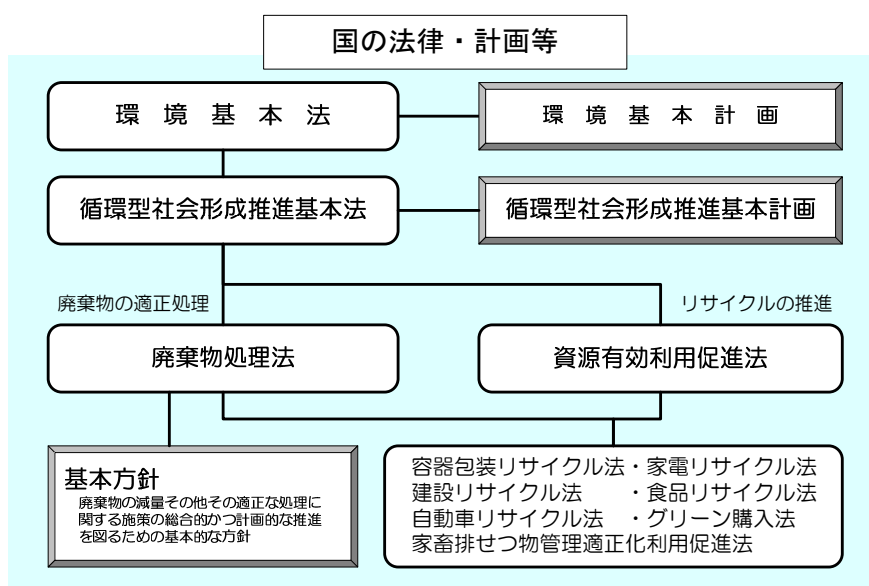 国の法律・計画等
環 境 基 本 法
環 境 基 本 計 画
循環型社会形成推進基本法
循環型社会形成推進基本計画
廃棄物の適正処理
リサイクルの推進
廃棄物処理法
資源有効利用促進法
基本方針
廃棄物の減量その他その適正な処理に
関する施策の総合的かつ計画的な推進
を図るための基本的な方針
容器包装リサイクル法・家電リサイクル法
建設リサイクル法　　・食品リサイクル法
自動車リサイクル法　・グリーン購入法
家畜排せつ物管理適正化利用促進法